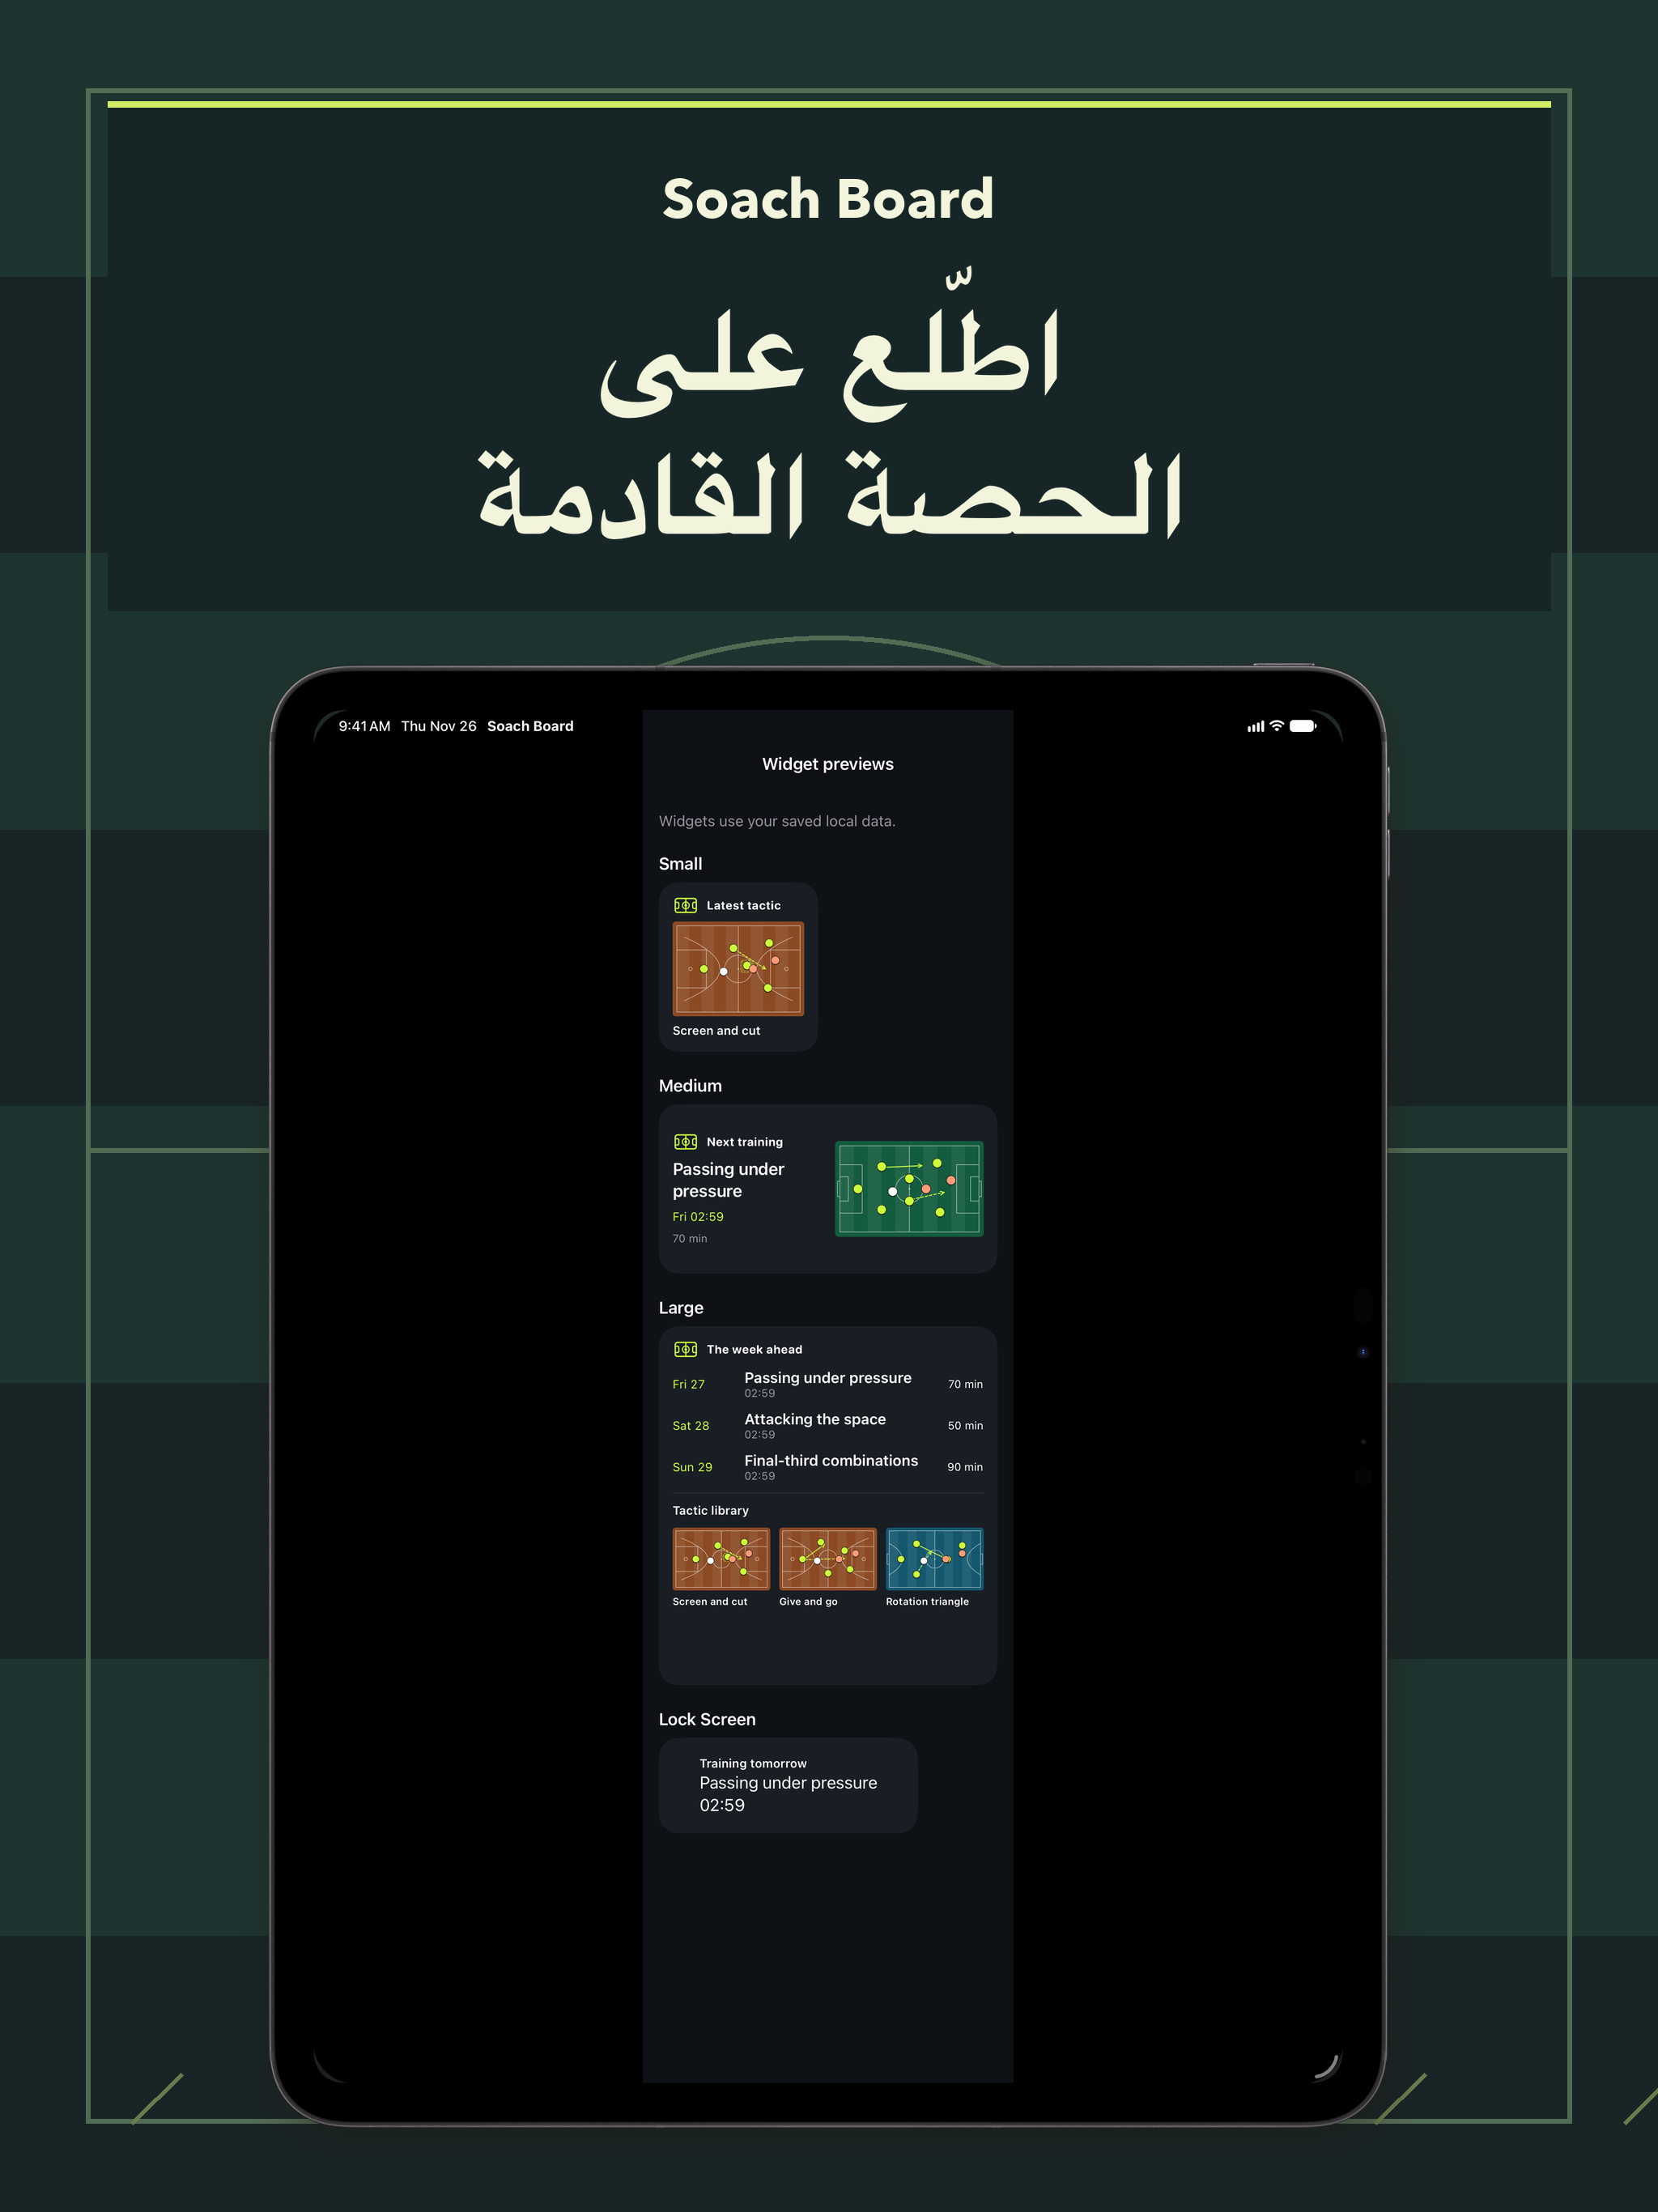 Soach Board
اطّلع على
الحصة القادمة
9:41 AM Thu Nov 26 Soach Board
Widget previews
Widgets use your saved local data.
Small
Latest tactic
Screen and cut
Medium
Next training
Passing under
pressure
Fri 02:59
70 min
Large
The week ahead
Fri 27 Passing under pressure 70 min
02:59
Sat 28 Attacking the space 50 min
02:59
Sun 29 Final-third combinations 90 min
02:59
Tactic library
Screen and cut Give and go Rotation triangle
Lock Screen
Training tomorrow
Passing under pressure
02:59